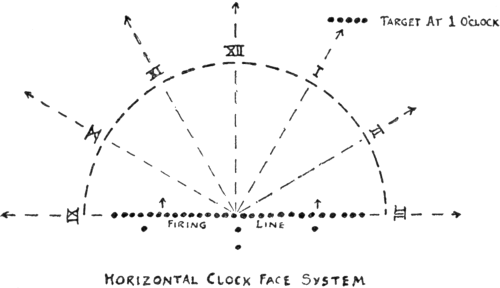 TARGET AT 1 O'CLOCK
XII
XI
I
X
II
IX
III
FIRING LINE
HORIZONTAL CLOCK FACE SYSTEM